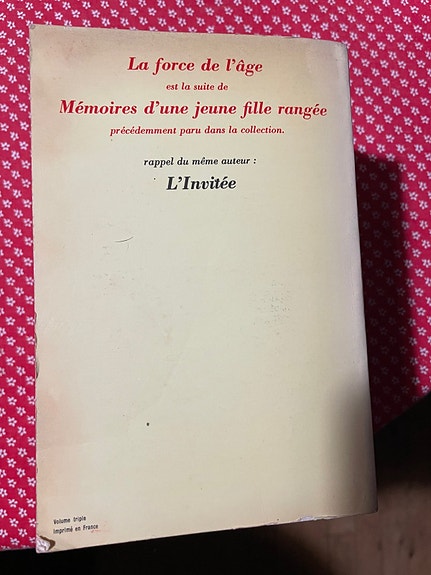 La force de l'âge
est la suite de
Mémoires d'une jeune fille rangée
précédemment paru dans la collection.
rappel du même auteur :
L'Invitée
Volume triple
Imprimé en France